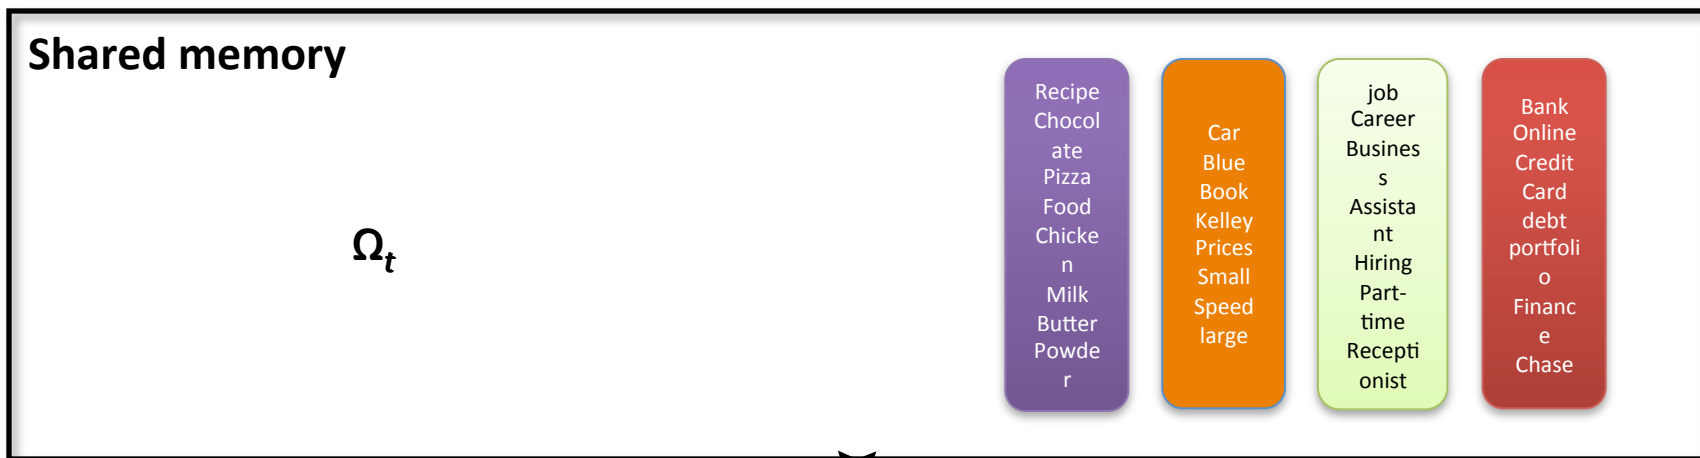 Shared memory
Ωt
Recipe
Chocol
ate
Pizza
Food
Chicke
n
Milk
Butter
Powde
r
Car
Blue
Book
Kelley
Prices
Small
Speed
large
job
Career
Busines
s
Assista
nt
Hiring
Part-
time
Recepti
onist
Bank
Online
Credit
Card
debt
portfoli
o
Financ
e
Chase